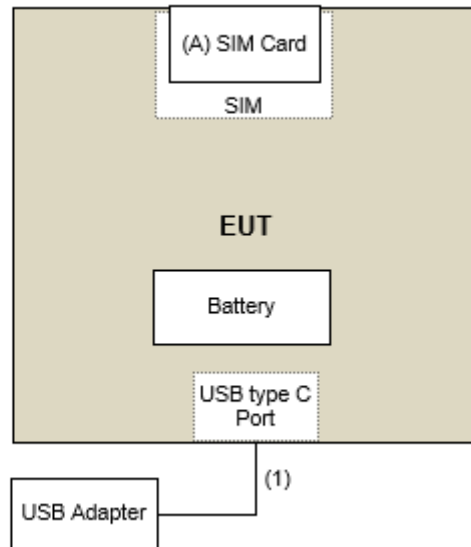 (A) SIM Card
SIM
EUT
Battery
USB type C
Port
(1)
USB Adapter